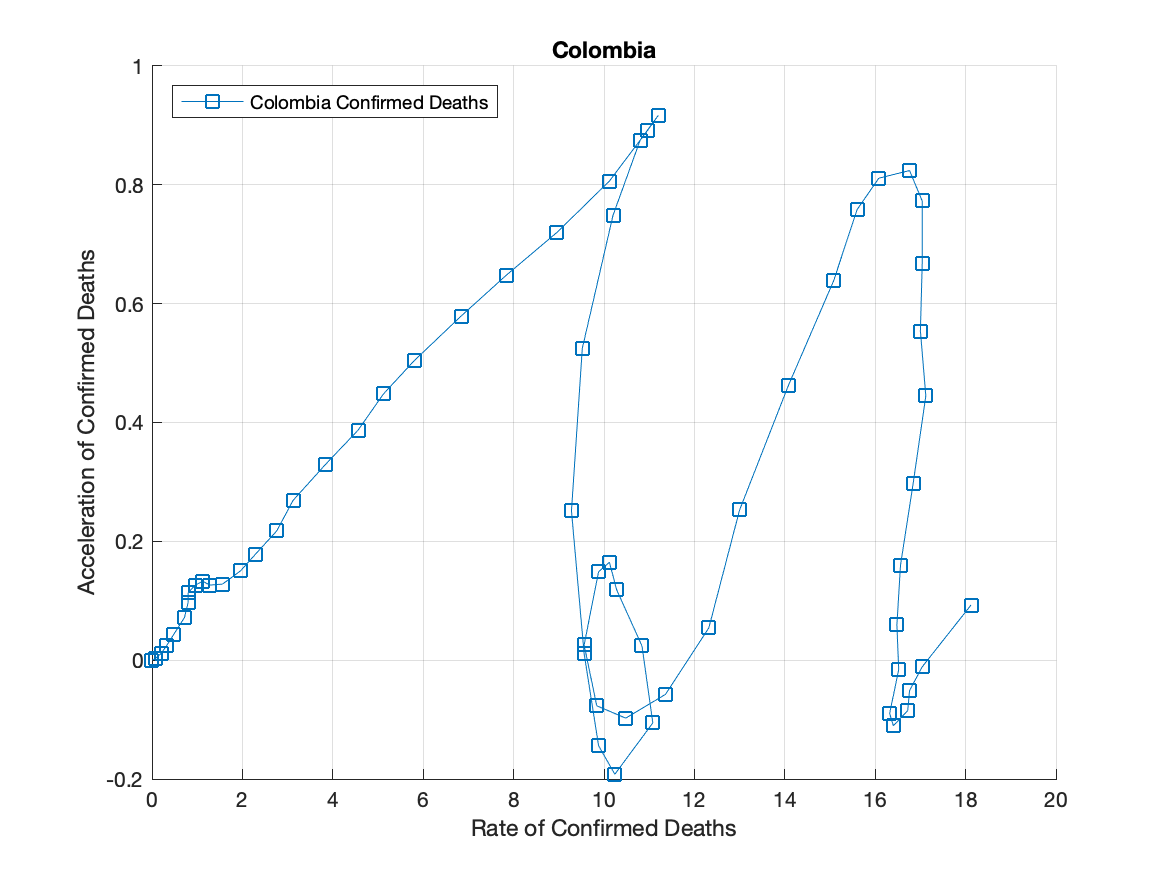 Colombia
Colombia Confirmed Deaths
Acceleration of Confirmed Deaths
1
0.8
0.6
0.4
0.2
0
-0.2
0 2 4 6 8 10 12 14 16 18 20
Rate of Confirmed Deaths